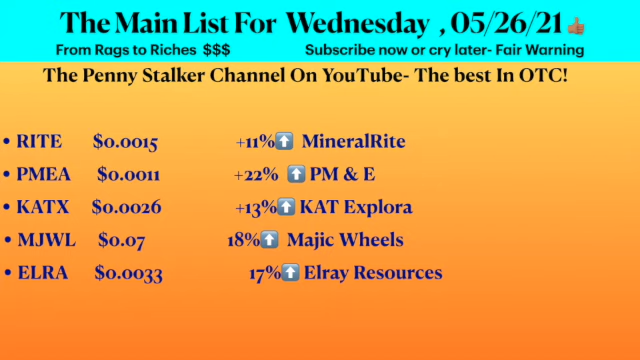 The Main List For Wednesday , 05/26/21👍🏽
From Rags to Riches $$$ Subscribe now or cry later- Fair Warning
The Penny Stalker Channel On YouTube- The best In OTC!
• RITE $0.0015 +11%⬆️ MineralRite
• PMEA $0.0011 +22% ⬆️ PM & E
• KATX $0.0026 +13%⬆️ KAT Explora
• MJWL $0.07 18%⬆️ Majic Wheels
• ELRA $0.0033 17%⬆️ Elray Resources